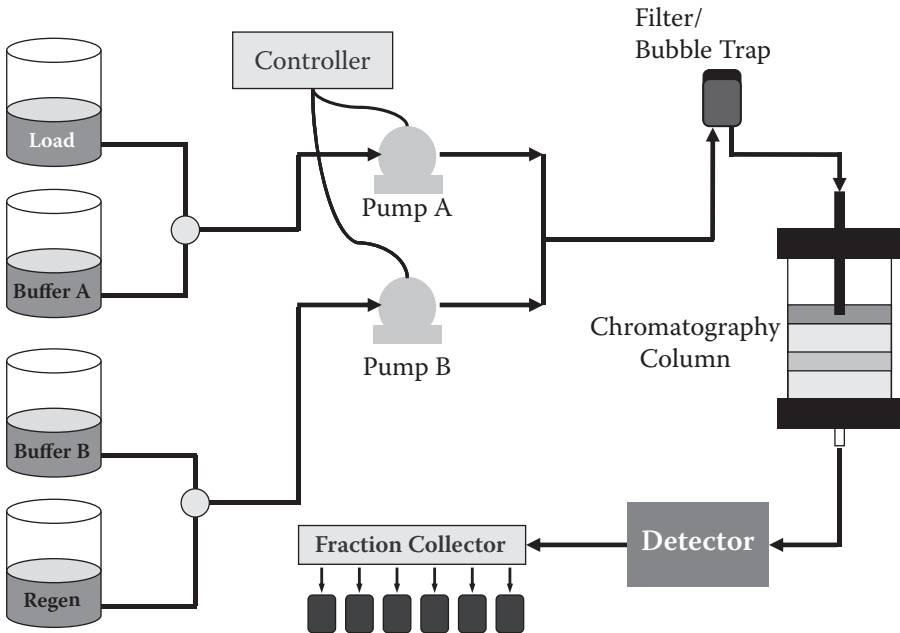 Filter/
Bubble Trap
Controller
Load
Pump A
Buffer A
Chromatography
Column
Pump B
Buffer B
Detector
Fraction Collector
Regen